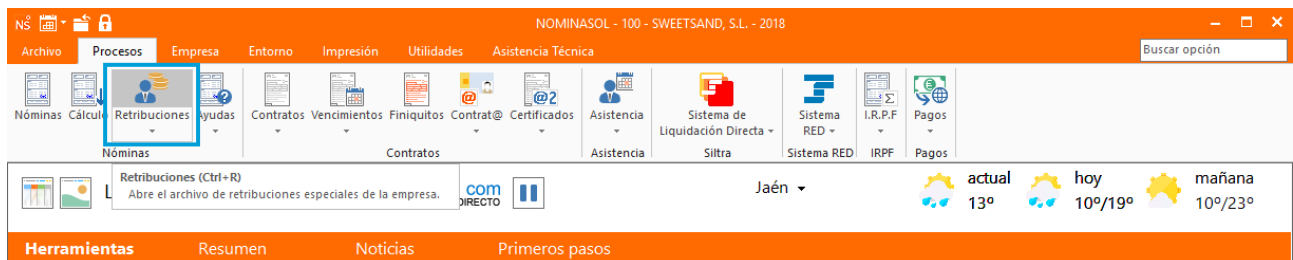 NOMINASOL - 100 - SWEETSAND, S.L. - 2018
Archivo Procesos Empresa Entorno Impresión Utilidades Asistencia Técnica Buscar opción
Nóminas Cálculo Retribuciones Ayudas Contratos Vencimientos Finiquitos Contrat@ Certificados Asistencia Sistema de Liquidación Directa Sistema RED I.R.P.F Pagos
Nóminas Contratos Asistencia Siltra Sistema RED IRPF Pagos
Retribuciones (Ctrl+R)
Abre el archivo de retribuciones especiales de la empresa.
com
DIRECTO
Jaén
actual hoy mañana
13º 10º/19º 10º/23º
Herramientas Resumen Noticias Primeros pasos